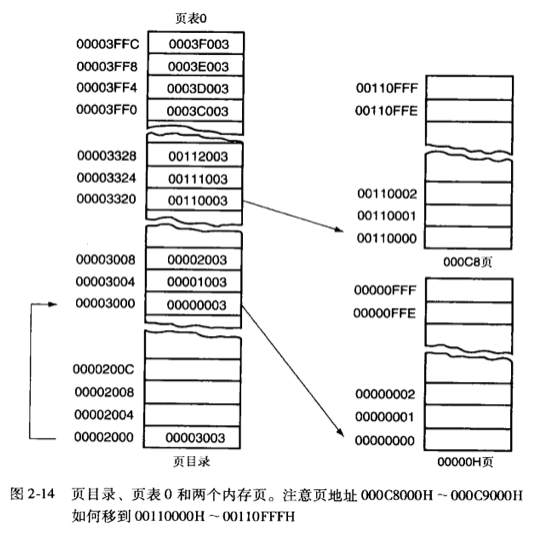 页表0
00003FFC 0003F003
00003FF8 0003E003
00003FF4 0003D003
00003FF0 0003C003
00003328 00112003
00003324 00111003
00003320 00110003
00003008 00002003
00003004 00001003
00003000 00000003
0000200C
00002008
00002004
00002000 00003003
页目录
00110FFF
00110FFE
00110002
00110001
00110000
000C8页
00000FFF
00000FFE
00000002
00000001
00000000
00000H页
图 2-14 页目录、页表 0 和两个内存页。注意页地址 000C8000H ~ 000C9000H
如何移到 00110000H ~ 00110FFFH